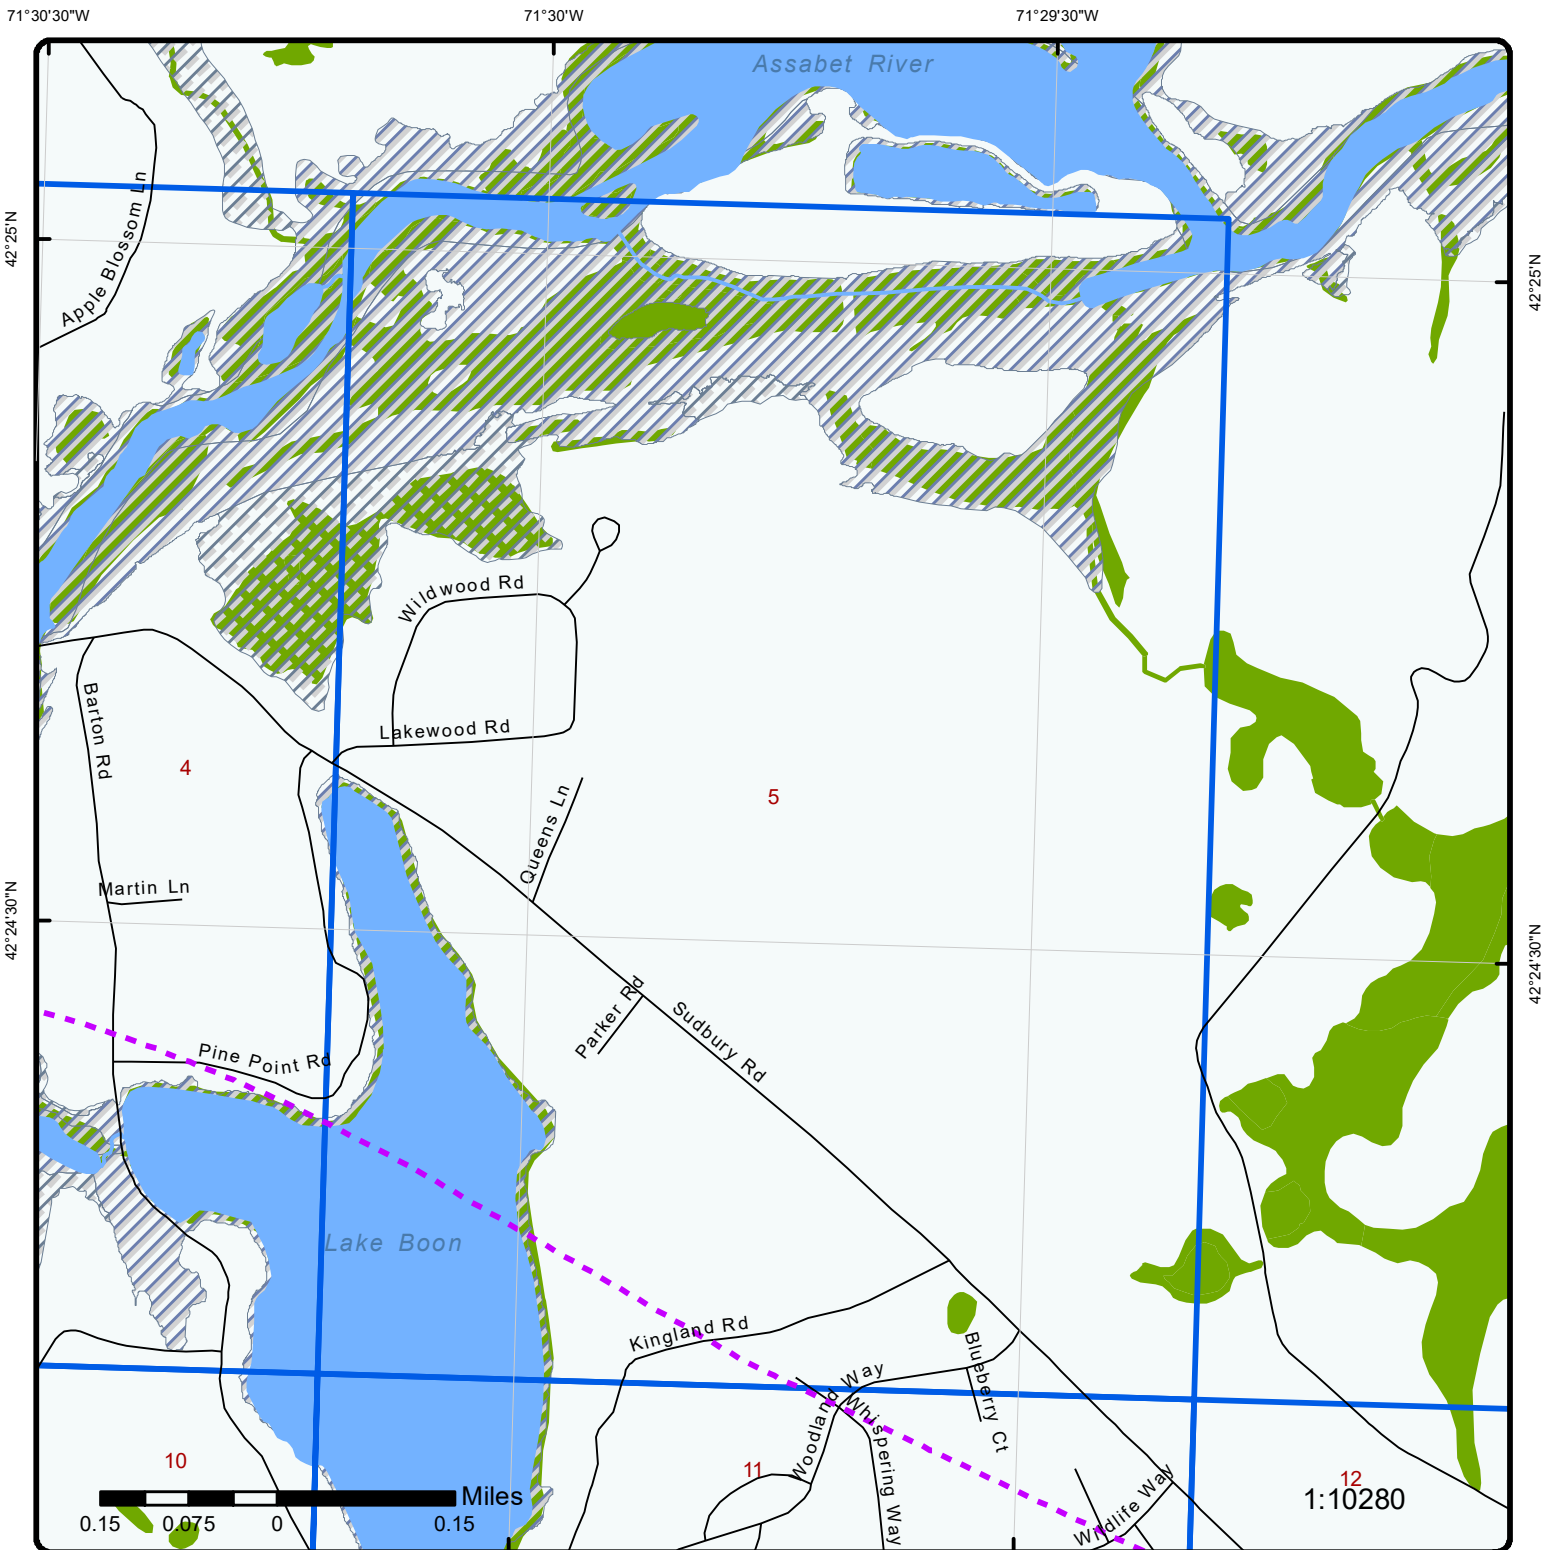 71°30'30"W
71°30'W
71°29'30"W
Assabet River
42°25'N
42°25'N
Apple Blossom Ln
Wildwood Rd
Lakewood Rd
Barton Rd
4
5
Queens Ln
Martin Ln
42°24'30"N
42°24'30"N
Parker Rd
Sudbury Rd
Pine Point Rd
Lake Boon
Kingland Rd
Blueberry Ct
Woodland Way
Whispering Way
10
11
12
Wildlife Way
Miles
1:10280
0.15 0.075 0 0.15